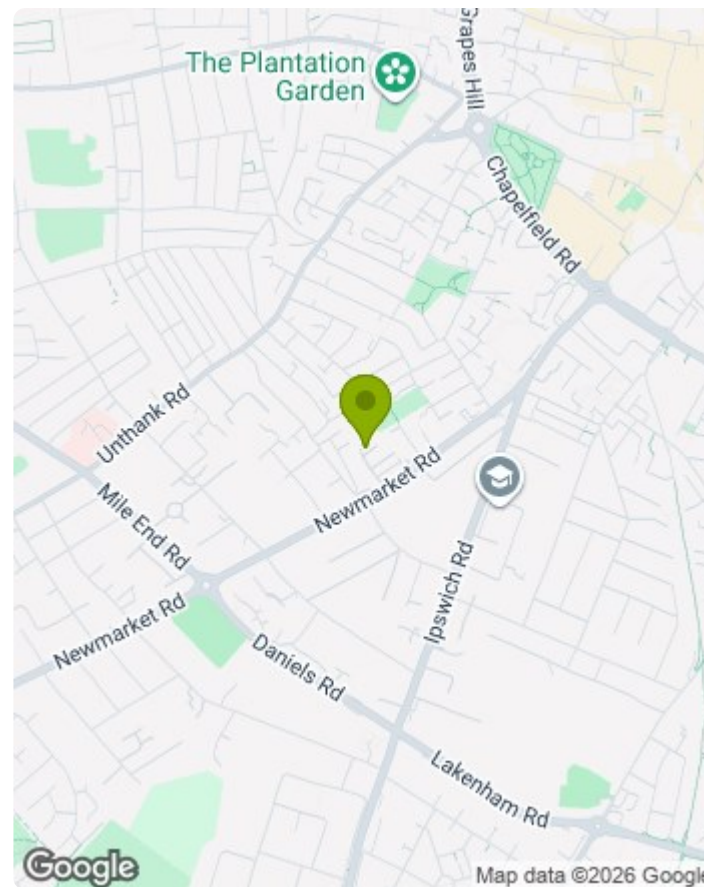 The Plantation
Garden
Grapes Hill
Chapelfield Rd
Unthank Rd
Newmarket Rd
Mile End Rd
Ipswich Rd
Newmarket Rd
Daniels Rd
Lakenham Rd
Google
Map data ©2026 Google